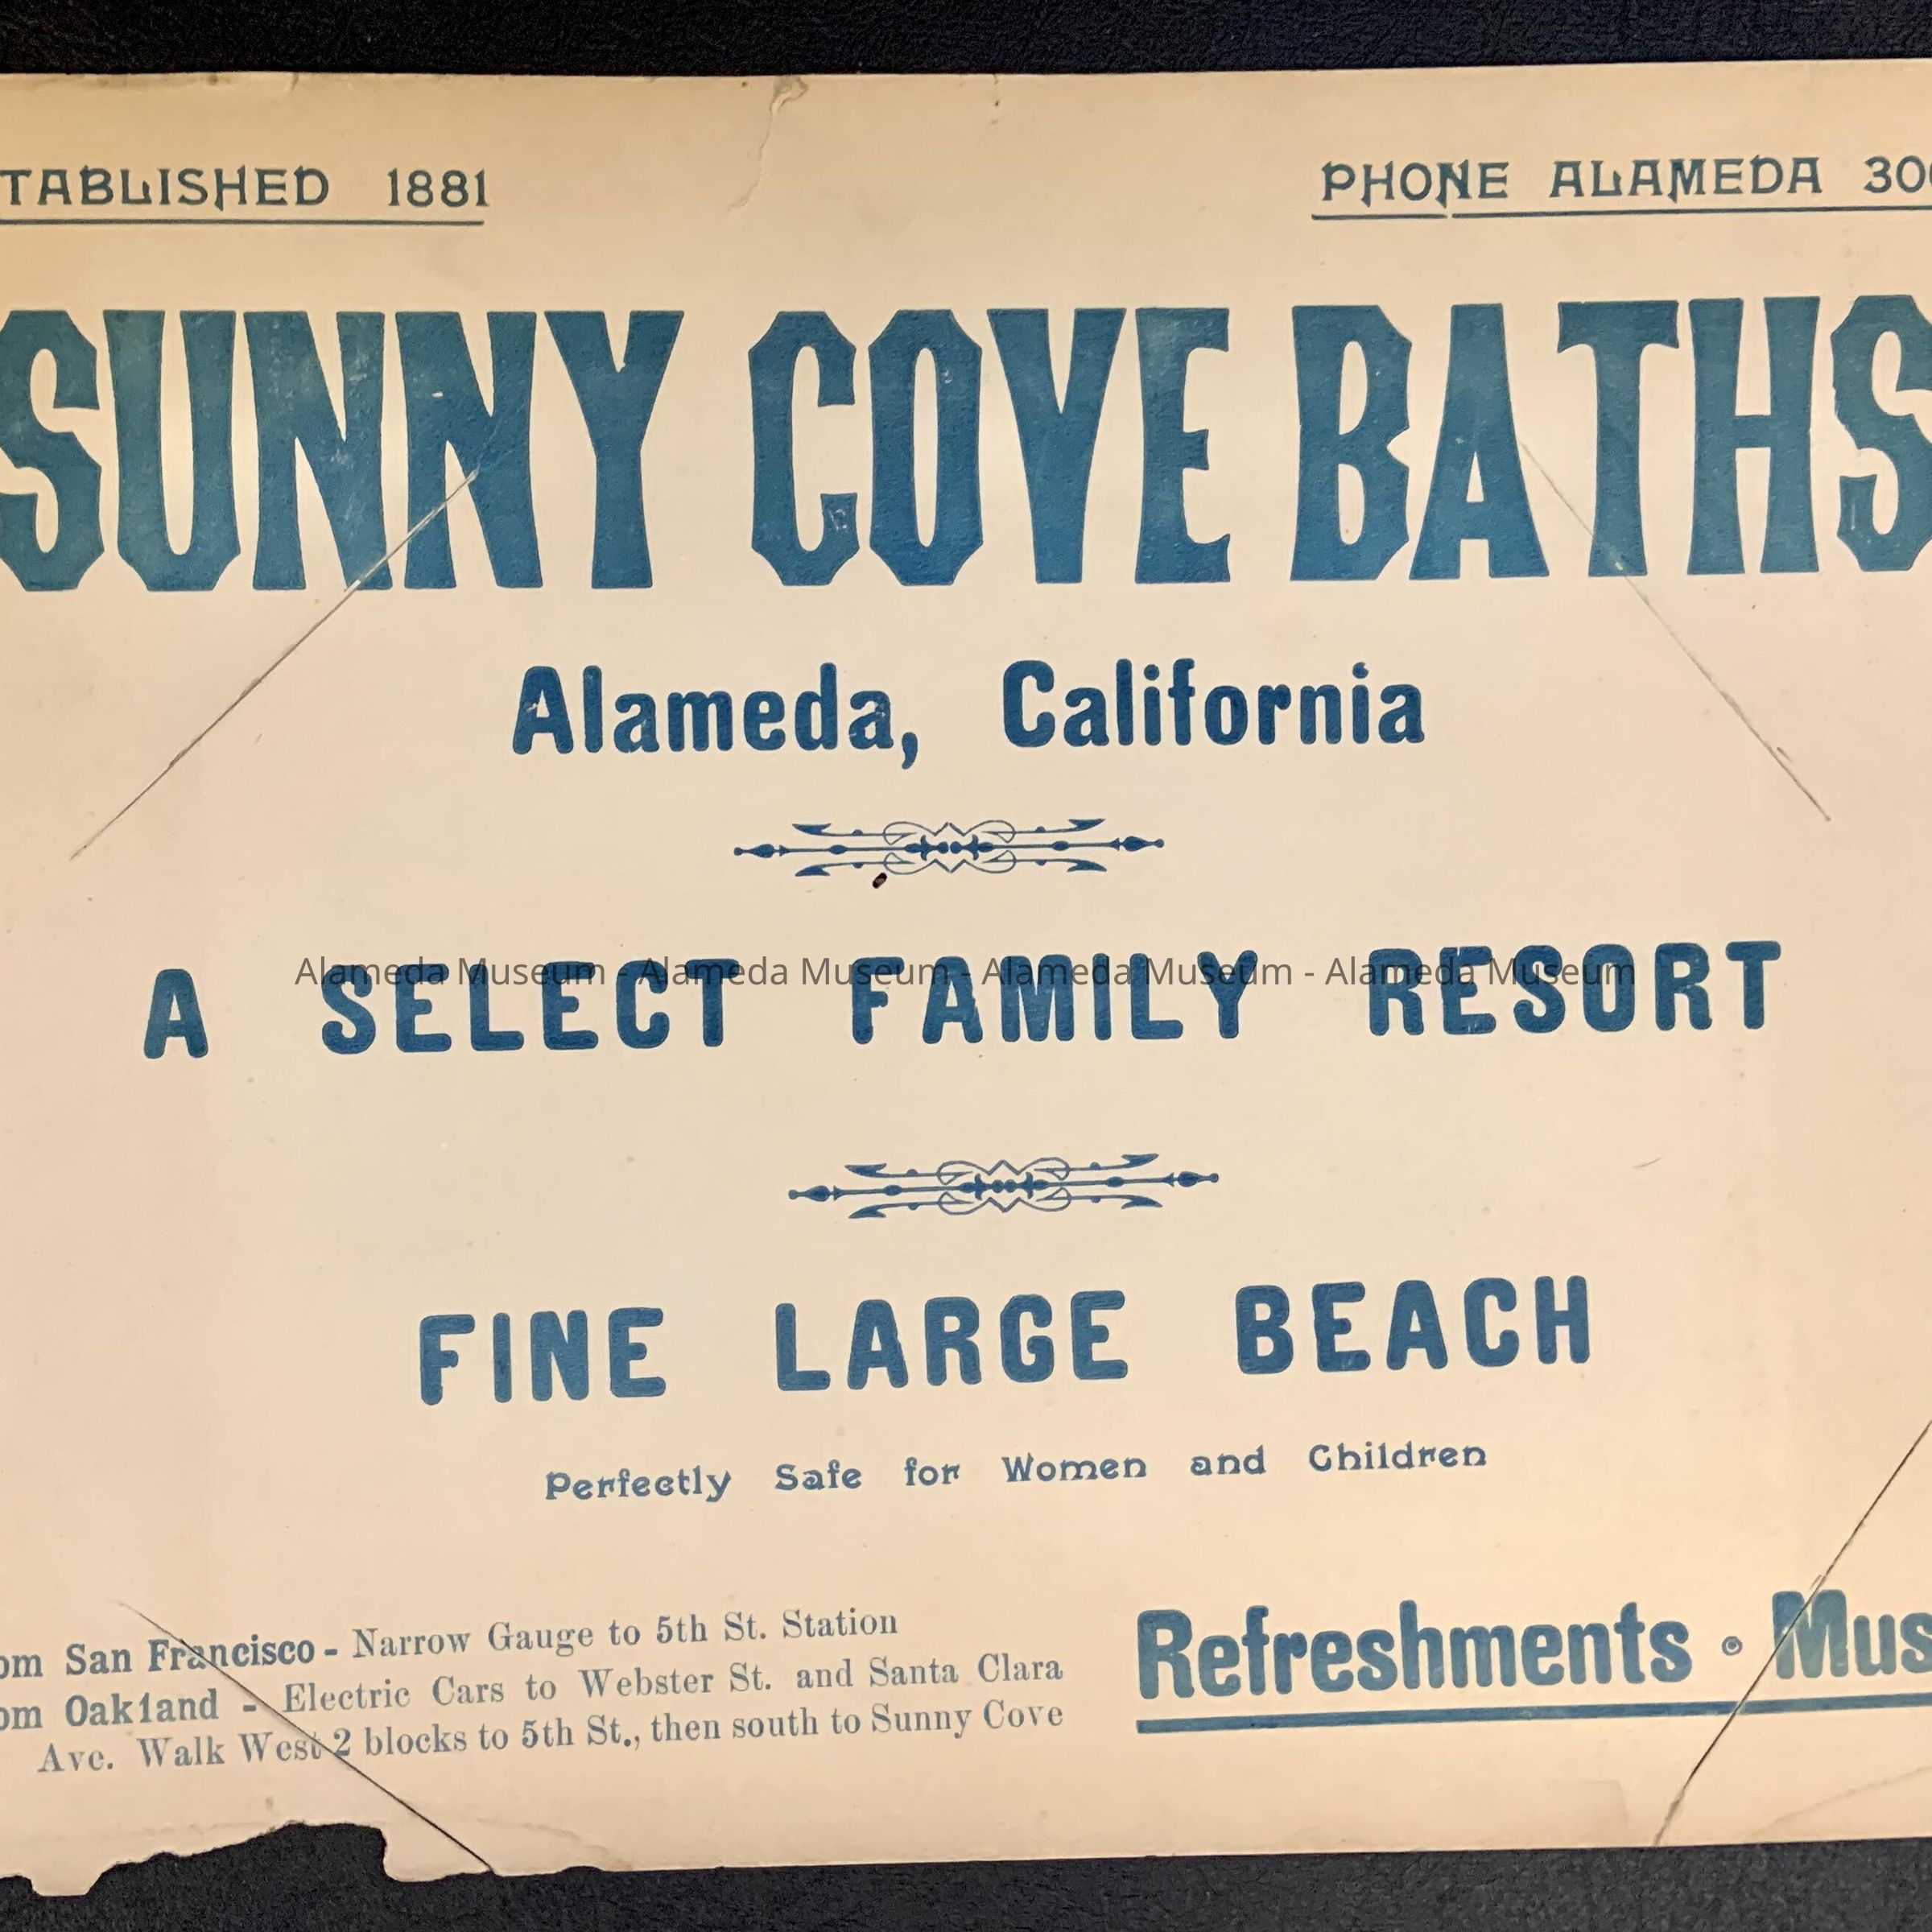 TABLISHED 1881
PHONE ALAMEDA 30
SUNNY COVE BATHS
Alameda, California
Alameda Museum - Alameda Museum - Alameda Museum - Alameda Museum
A SELECT FAMILY RESORT
FINE LARGE BEACH
Perfectly Safe for Women and Children
om San Francisco - Narrow Gauge to 5th St. Station
om Oakland - Electric Cars to Webster St. and Santa Clara
Ave. Walk West 2 blocks to 5th St., then south to Sunny Cove
Refreshments • Mus